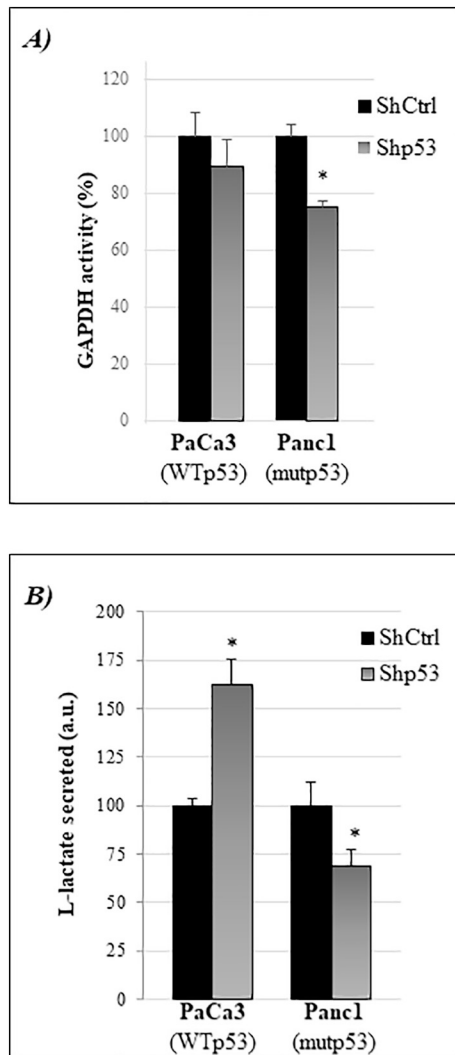 A)
120
100
80
60
40
20
0
GAPDH activity (%)
ShCtrl
Shp53
*
PaCa3 Panc1
(WTp53) (mutp53)
B)
200
175
150
125
100
75
50
25
0
L-lactate secreted (a.u.)
ShCtrl
Shp53
*
*
PaCa3 Panc1
(WTp53) (mutp53)